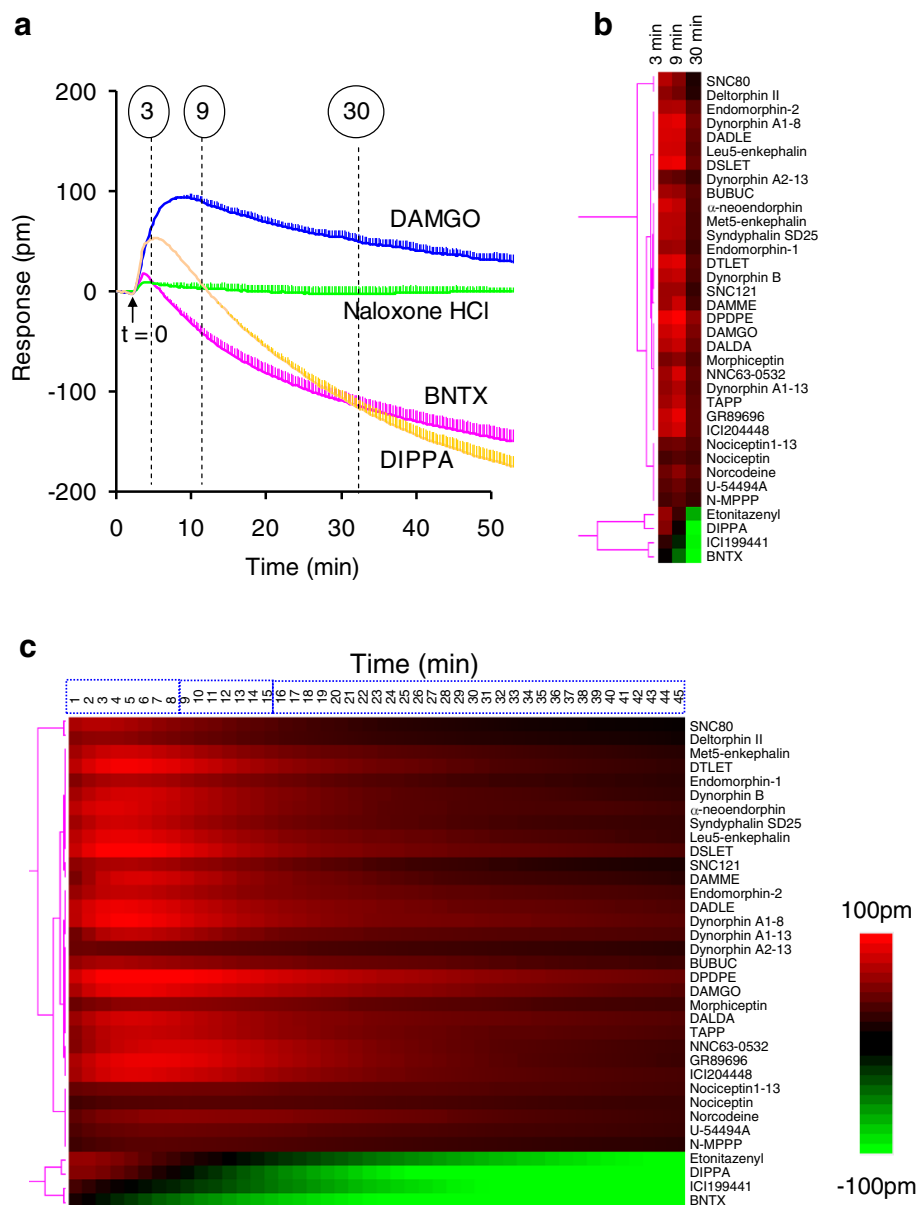 a
200
100
0
-100
-200
Response (pm)
3
9
30
DAMGO
Naloxone HCl
t = 0
BNTX
DIPPA
0
10
20
30
40
50
Time (min)
b
3 min
9 min
30 min
SNC80
Deltorphin II
Endomorphin-2
Dynorphin A1-8
DADLE
Leu5-enkephalin
DSLET
Dynorphin A2-13
BUBUC
α-neoendorphin
Met5-enkephalin
Syndyphalin SD25
Endomorphin-1
DTLET
Dynorphin B
SNC121
DAMME
DPDPE
DAMGO
DALDA
Morphiceptin
NNC63-0532
Dynorphin A1-13
TAPP
GR89696
ICI204448
Nociceptin1-13
Nociceptin
Norcodeine
U-54494A
N-MPPP
Etonitazenyl
DIPPA
ICI199441
BNTX
c
Time (min)
1 2 3 4 5 6 7 8 9 10 11 12 13 14 15 16 17 18 19 20 21 22 23 24 25 26 27 28 29 30 31 32 33 34 35 36 37 38 39 40 41 42 43 44 45
SNC80
Deltorphin II
Met5-enkephalin
DTLET
Endomorphin-1
Dynorphin B
α-neoendorphin
Syndyphalin SD25
Leu5-enkephalin
DSLET
SNC121
DAMME
Endomorphin-2
DADLE
Dynorphin A1-8
Dynorphin A1-13
Dynorphin A2-13
BUBUC
DPDPE
DAMGO
Morphiceptin
DALDA
TAPP
NNC63-0532
GR89696
ICI204448
Nociceptin1-13
Nociceptin
Norcodeine
U-54494A
N-MPPP
Etonitazenyl
DIPPA
ICI199441
BNTX
100pm
-100pm